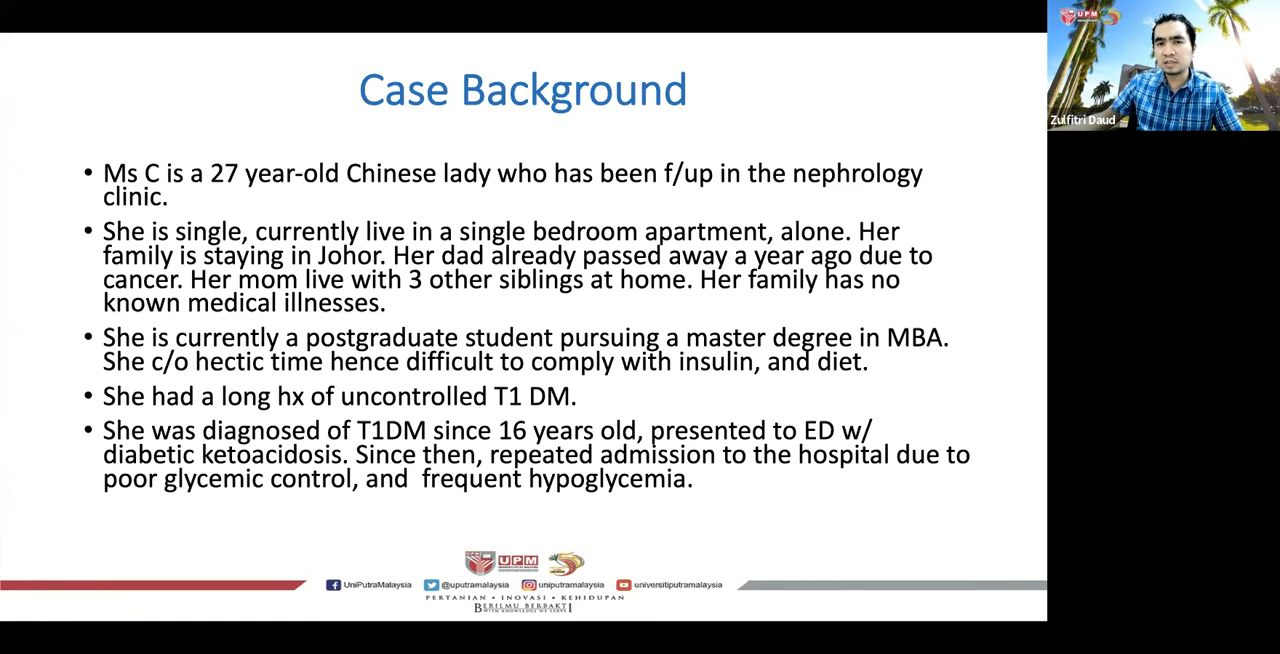 UPM
Zulfitri Daud
Case Background
• Ms C is a 27 year-old Chinese lady who has been f/up in the nephrology
clinic.
• She is single, currently live in a single bedroom apartment, alone. Her
family is staying in Johor. Her dad already passed away a year ago due to
cancer. Her mom live with 3 other siblings at home. Her family has no
known medical illnesses.
• She is currently a postgraduate student pursuing a master degree in MBA.
She c/o hectic time hence difficult to comply with insulin, and diet.
• She had a long hx of uncontrolled T1 DM.
• She was diagnosed of T1DM since 16 years old, presented to ED w/
diabetic ketoacidosis. Since then, repeated admission to the hospital due to
poor glycemic control, and  frequent hypoglycemia.
UPM
UniPutraMalaysia @uputramalaysia uniputramalaysia universitiputramalaysia
PERTANIAN • INOVASI • KEHIDUPAN
BERILMU BERBAKTI
WITH KNOWLEDGE WE SERVE